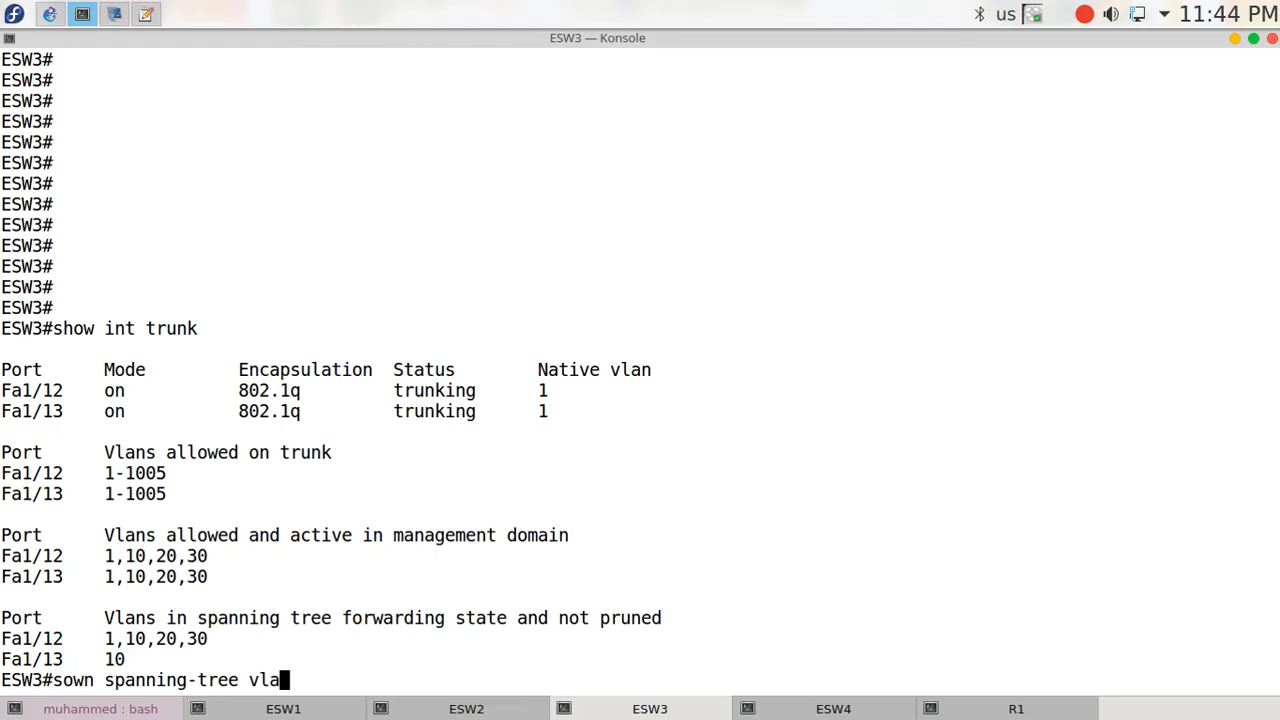 us
11:44 PM
ESW3 — Konsole
ESW3#
ESW3#
ESW3#
ESW3#
ESW3#
ESW3#
ESW3#
ESW3#
ESW3#
ESW3#
ESW3#
ESW3#
ESW3#
ESW3#show int trunk
Port Mode Encapsulation Status Native vlan
Fa1/12 on 802.1q trunking 1
Fa1/13 on 802.1q trunking 1
Port Vlans allowed on trunk
Fa1/12 1-1005
Fa1/13 1-1005
Port Vlans allowed and active in management domain
Fa1/12 1,10,20,30
Fa1/13 1,10,20,30
Port Vlans in spanning tree forwarding state and not pruned
Fa1/12 1,10,20,30
Fa1/13 10
ESW3#sown spanning-tree vla
muhammed : bash ESW1 ESW2 ESW3 ESW4 R1